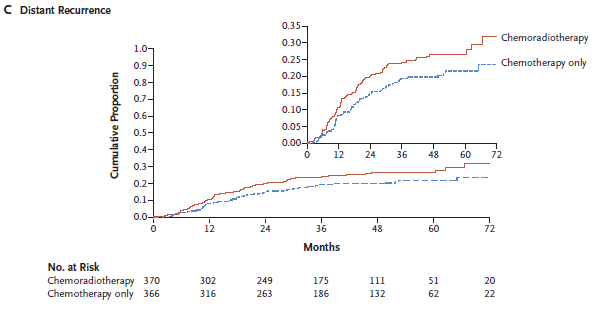 C Distant Recurrence
Cumulative Proportion
1.0
0.9
0.8
0.7
0.6
0.5
0.4
0.3
0.2
0.1
0.0
0 12 24 36 48 60 72
Months
0.35
0.30
0.25
0.20
0.15
0.10
0.05
0.00
0 12 24 36 48 60 72
Chemoradiotherapy
Chemotherapy only
No. at Risk
Chemoradiotherapy 370 302 249 175 111 51 20
Chemotherapy only 366 316 263 186 132 62 22